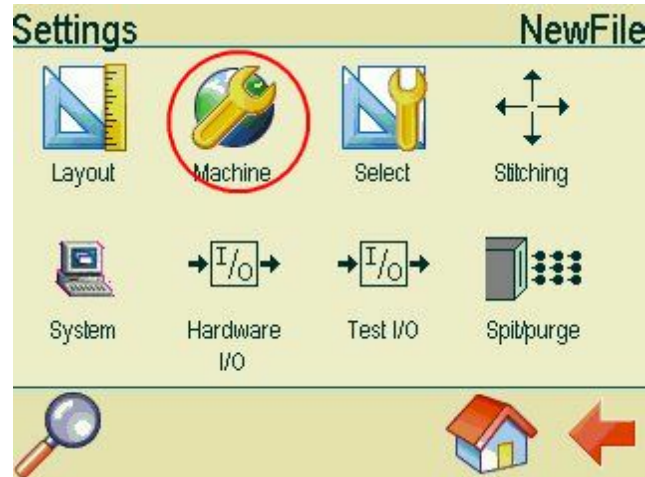 Settings NewFile
Layout Machine Select Stitching
I/O I/O
System Hardware I/O Test I/O Spit/purge